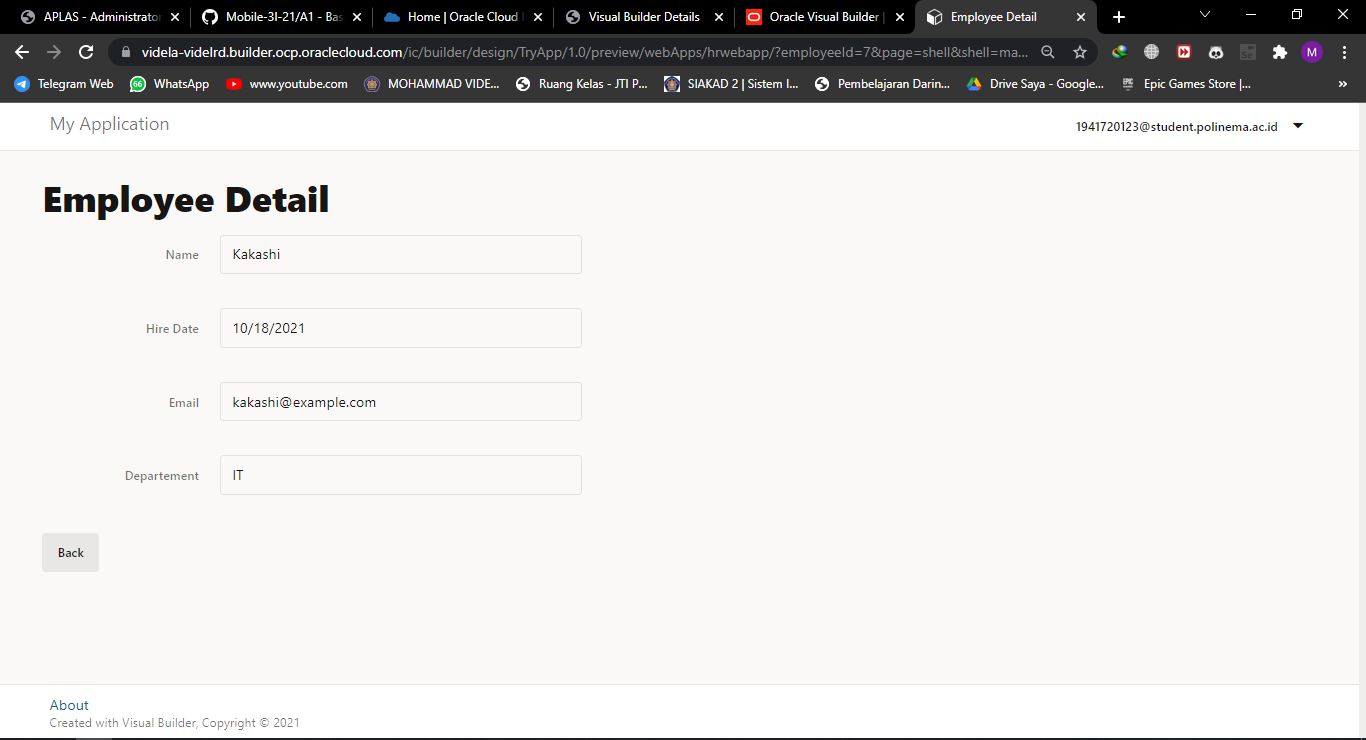 APLAS - Administrator
Mobile-3I-21/A1 - Bas
Home | Oracle Cloud
Visual Builder Details
Oracle Visual Builder |
Employee Detail
videla-videlrd.builder.ocp.oraclecloud.com/ic/builder/design/TryApp/1.0/preview/webApps/hrwebapp/?employeeId=7&page=shell&shell=ma...
M
Telegram Web
WhatsApp
www.youtube.com
MOHAMMAD VIDE...
Ruang Kelas - JTI P...
SIAKAD 2 | Sistem I...
Pembelajaran Darin...
Drive Saya - Google...
Epic Games Store |...
»
My Application
1941720123@student.polinema.ac.id
Employee Detail
Name
Kakashi
Hire Date
10/18/2021
Email
kakashi@example.com
Departement
IT
Back
About
Created with Visual Builder, Copyright © 2021